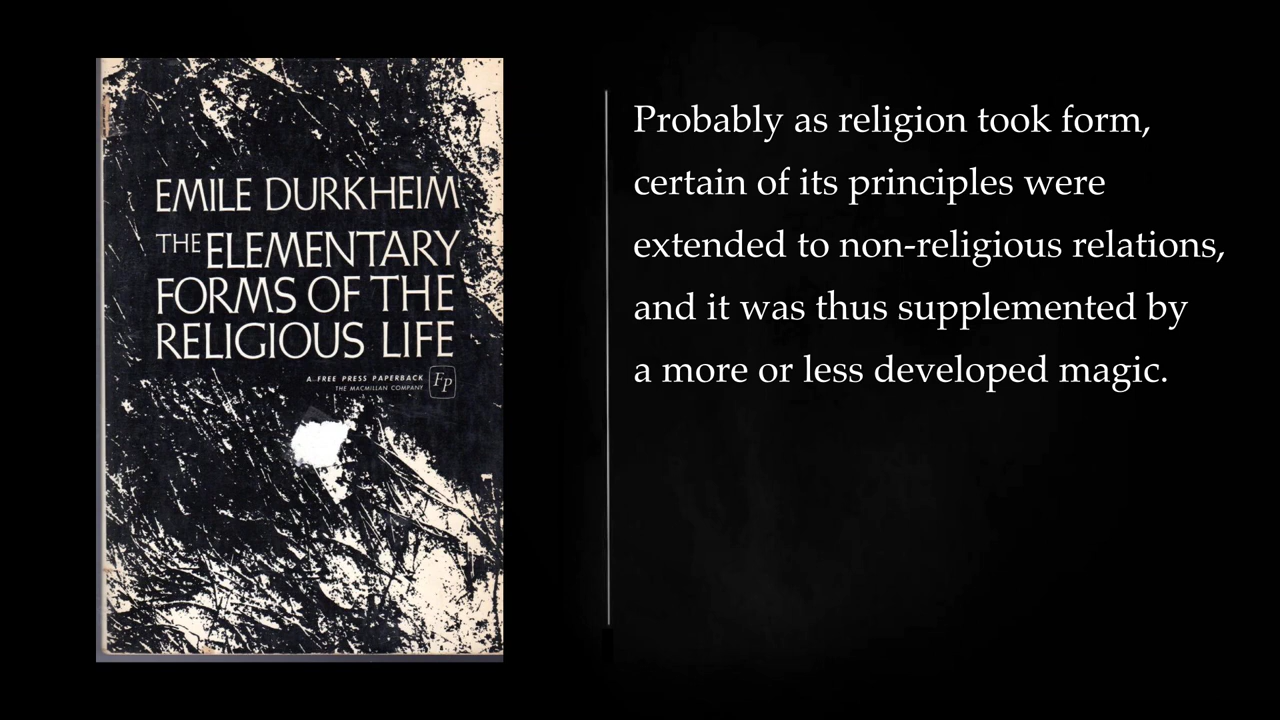 EMILE DURKHEIM
THE ELEMENTARY
FORMS OF THE
RELIGIOUS LIFE
A FREE PRESS PAPERBACK
THE MACMILLAN COMPANY
Fp
Probably as religion took form,
certain of its principles were
extended to non-religious relations,
and it was thus supplemented by
a more or less developed magic.